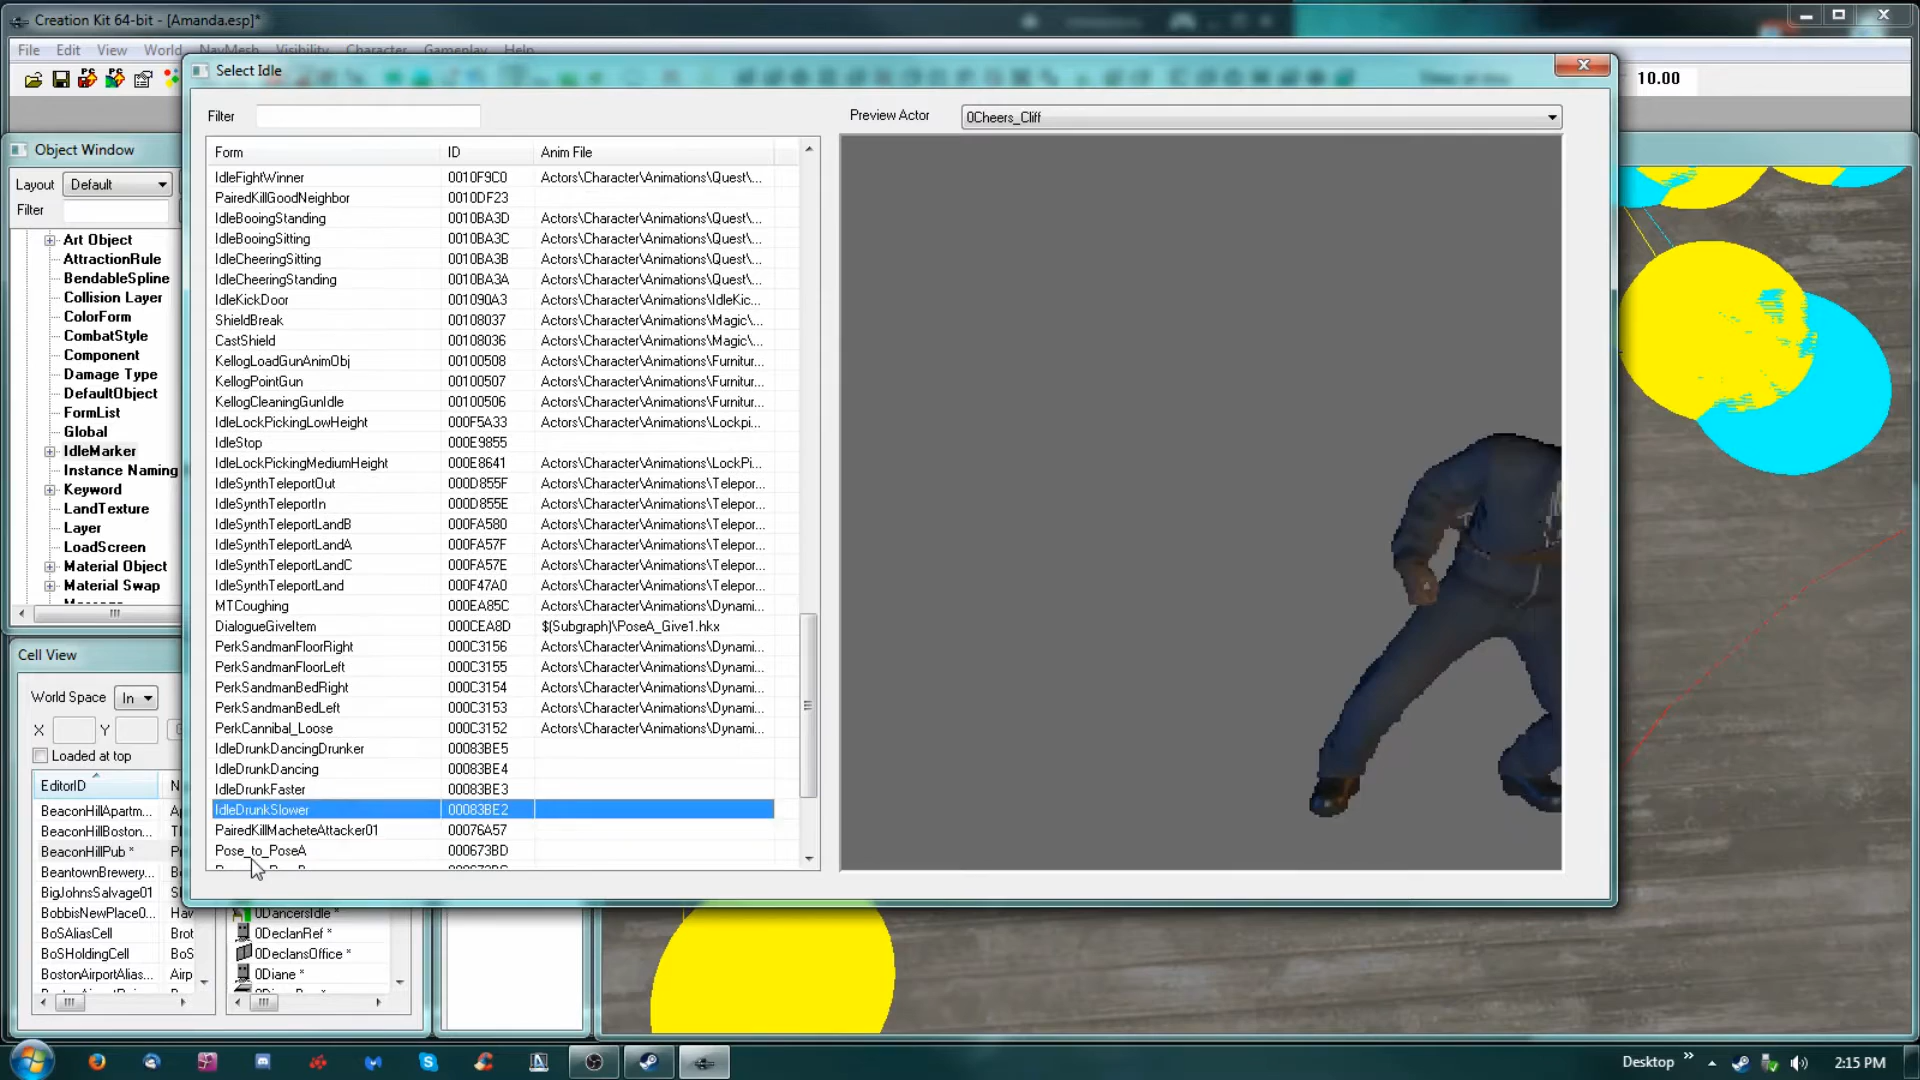 Creation Kit 64-bit - [Amanda.esp]*
File Edit View World NavMesh Visibility Character Gameplay Help
10.00
Select Idle
Filter
Preview Actor 0Cheers_Cliff
Form ID Anim File
IdleFightWinner 0010F9C0 Actors\Character\Animations\Quest\...
PairedKillGoodNeighbor 0010DF23
IdleBooingStanding 0010BA3D Actors\Character\Animations\Quest\...
IdleBooingSitting 0010BA3C Actors\Character\Animations\Quest\...
IdleCheeringSitting 0010BA3B Actors\Character\Animations\Quest\...
IdleCheeringStanding 0010BA3A Actors\Character\Animations\Quest\...
IdleKickDoor 001090A3 Actors\Character\Animations\IdleKic...
ShieldBreak 00108037 Actors\Character\Animations\Magic\...
CastShield 00108036 Actors\Character\Animations\Magic\...
KellogLoadGunAnimObj 00100508 Actors\Character\Animations\Furnitur...
KellogPointGun 00100507 Actors\Character\Animations\Furnitur...
KellogCleaningGunIdle 00100506 Actors\Character\Animations\Furnitur...
IdleLockPickingLowHeight 000F5A33 Actors\Character\Animations\Lockpi...
IdleStop 000E9855
IdleLockPickingMediumHeight 000E8641 Actors\Character\Animations\LockPi...
IdleSynthTeleportOut 000D855F Actors\Character\Animations\Telepor...
IdleSynthTeleportIn 000D855E Actors\Character\Animations\Telepor...
IdleSynthTeleportLandB 000FA580 Actors\Character\Animations\Telepor...
IdleSynthTeleportLandA 000FA57F Actors\Character\Animations\Telepor...
IdleSynthTeleportLandC 000FA57E Actors\Character\Animations\Telepor...
IdleSynthTeleportLand 000F47A0 Actors\Character\Animations\Telepor...
MTCoughing 000EA85C Actors\Character\Animations\Dynami...
DialogueGiveItem 000CEA8D $(Subgraph)\PoseA_Give1.hkx
PerkSandmanFloorRight 000C3156 Actors\Character\Animations\Dynami...
PerkSandmanFloorLeft 000C3155 Actors\Character\Animations\Dynami...
PerkSandmanBedRight 000C3154 Actors\Character\Animations\Dynami...
PerkSandmanBedLeft 000C3153 Actors\Character\Animations\Dynami...
PerkCannibal_Loose 000C3152 Actors\Character\Animations\Dynami...
IdleDrunkDancingDrunker 00083BE5
IdleDrunkDancing 00083BE4
IdleDrunkFaster 00083BE3
IdleDrunkSlower 00083BE2
PairedKillMacheteAttacker01 00076A57
Pose_to_PoseA 000673BD
Object Window
Layout Default
Filter
Art Object
AttractionRule
BendableSpline
Collision Layer
ColorForm
CombatStyle
Component
Damage Type
DefaultObject
FormList
Global
IdleMarker
Instance Naming
Keyword
LandTexture
Layer
LoadScreen
Material Object
Material Swap
Cell View
World Space In
X Y
Loaded at top
EditorID N
BeaconHillApartm...
BeaconHillBoston...
BeaconHillPub *
BeantownBrewery...
BigJohnsSalvage01 Sal
BobbisNewPlace0... Hav
BoSAliasCell Brot
BoSHoldingCell BoS
BostonAirportAlias... Airp
0DancersIdle *
0DeclanRef *
0DeclansOffice *
0Diane *
Desktop
2:15 PM